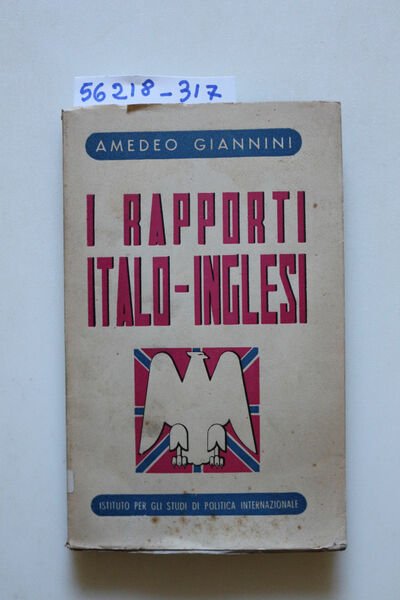 56218-317
AMEDEO GIANNINI
I RAPPORTI
ITALO-INGLESI
ISTITUTO PER GLI STUDI DI POLITICA INTERNAZIONALE